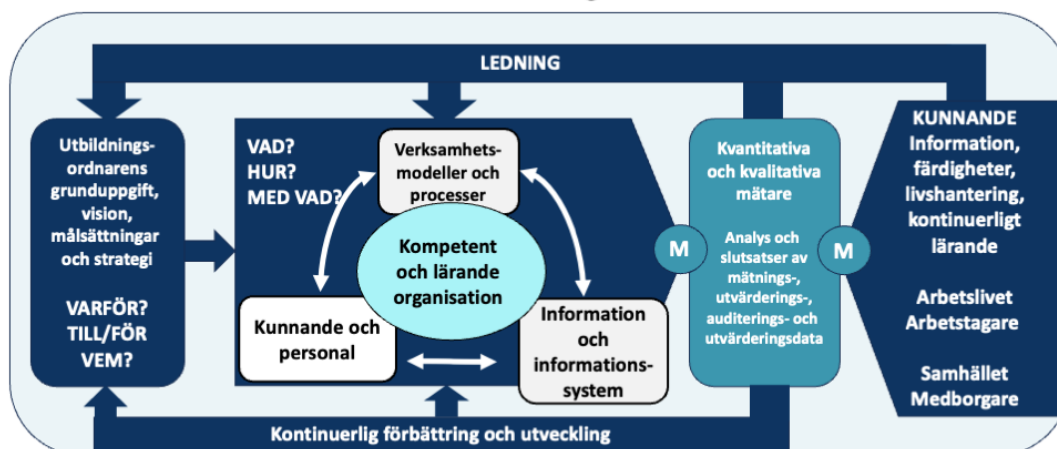 LEDNING
Utbildnings-
ordnarens
grunduppgift,
vision,
målsättningar
och strategi
VARFÖR?
TILL/FÖR
VEM?
VAD?
HUR?
MED VAD?
Verksamhets-
modeller och
processer
Kompetent
och lärande
organisation
Kunnande och
personal
Information
och
informations-
system
M
Kvantitativa
och kvalitativa
mätare
Analys och
slutsatser av
mätnings-,
utvärderings-,
auditerings- och
utvärderingsdata
M
KUNNANDE
Information,
färdigheter,
livshantering,
kontinuerligt
lärande
Arbetslivet
Arbetstagare
Samhället
Medborgare
Kontinuerlig förbättring och utveckling